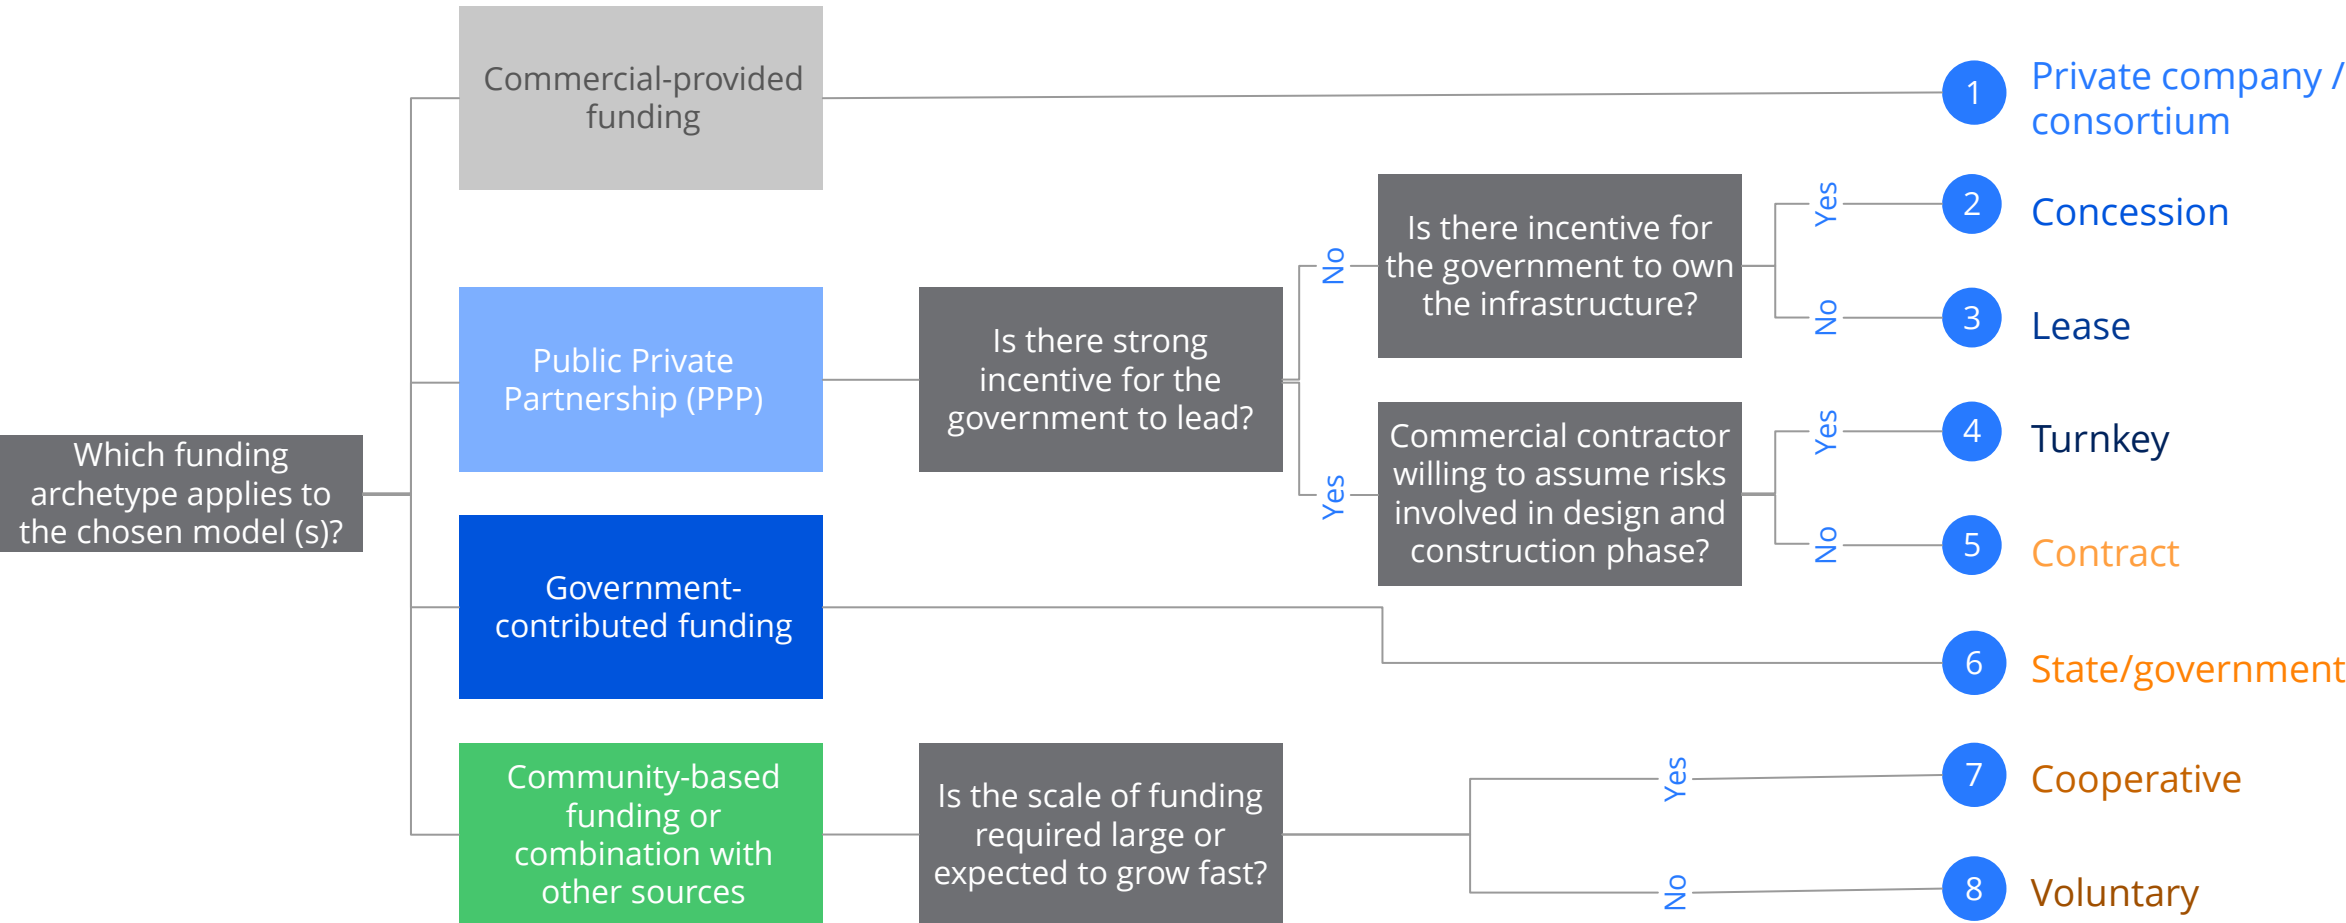 Which funding
archetype applies to
the chosen model (s)?
Commercial-provided
funding
1
Private company /
consortium
Public Private
Partnership (PPP)
Is there strong
incentive for the
government to lead?
No
Is there incentive for
the government to own
the infrastructure?
Yes
2
Concession
No
3
Lease
Yes
Commercial contractor
willing to assume risks
involved in design and
construction phase?
Yes
4
Turnkey
No
5
Contract
Government-
contributed funding
6
State/government
Community-based
funding or
combination with
other sources
Is the scale of funding
required large or
expected to grow fast?
Yes
7
Cooperative
No
8
Voluntary